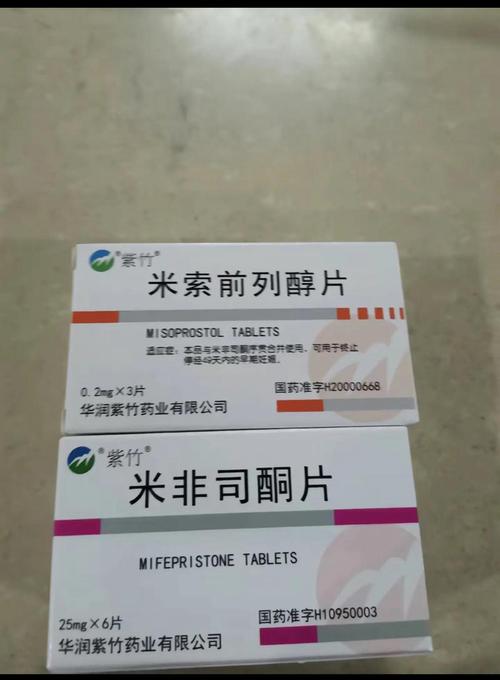 ®紫竹®
米索前列醇片
MISOPROSTOL TABLETS
适应症：本品与米非司酮序贯合并使用，可用于终止
停经49天内的早期妊娠。
0.2mg×3片
国药准字H20000668
华润紫竹药业有限公司
®紫竹®
米非司酮片
MIFEPRISTONE TABLETS
25mg×6片
国药准字H10950003
华润紫竹药业有限公司